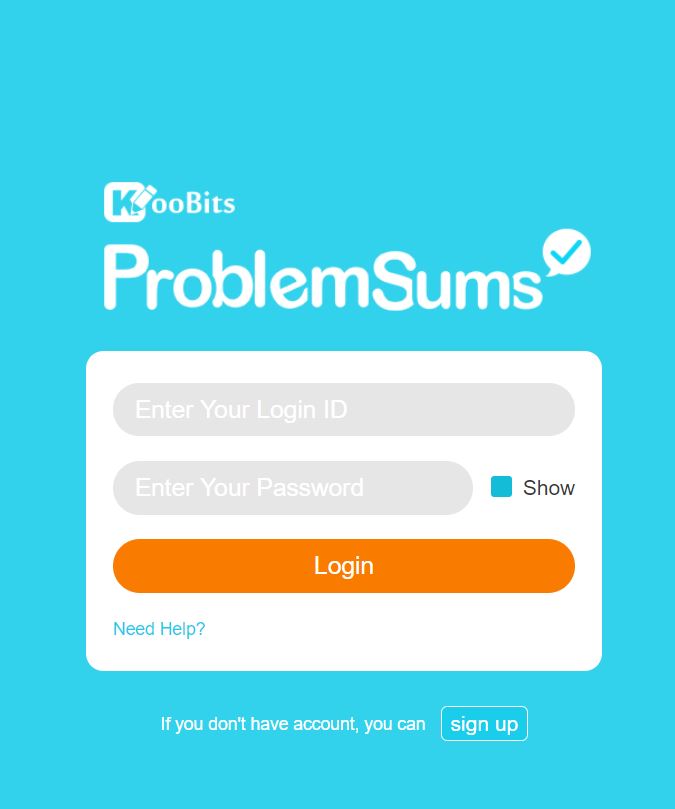 KooBits
ProblemSums
Enter Your Login ID
Enter Your Password
Show
Login
Need Help?
If you don't have account, you can sign up